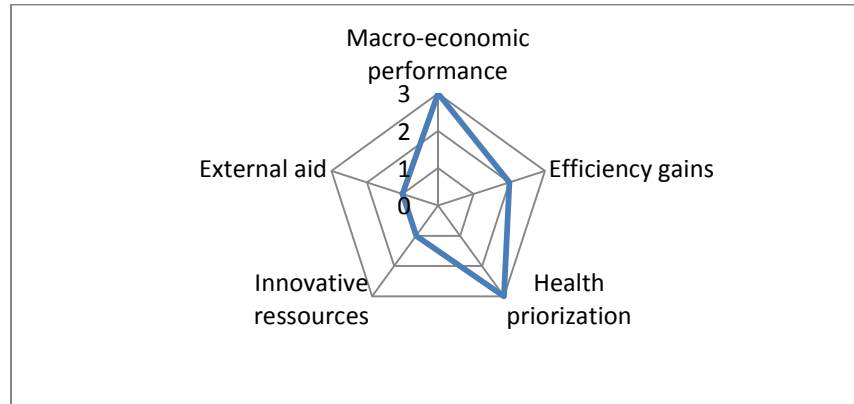 Macro-economic
performance
3
2
1
0
External aid
Efficiency gains
Innovative
ressources
Health
priorization